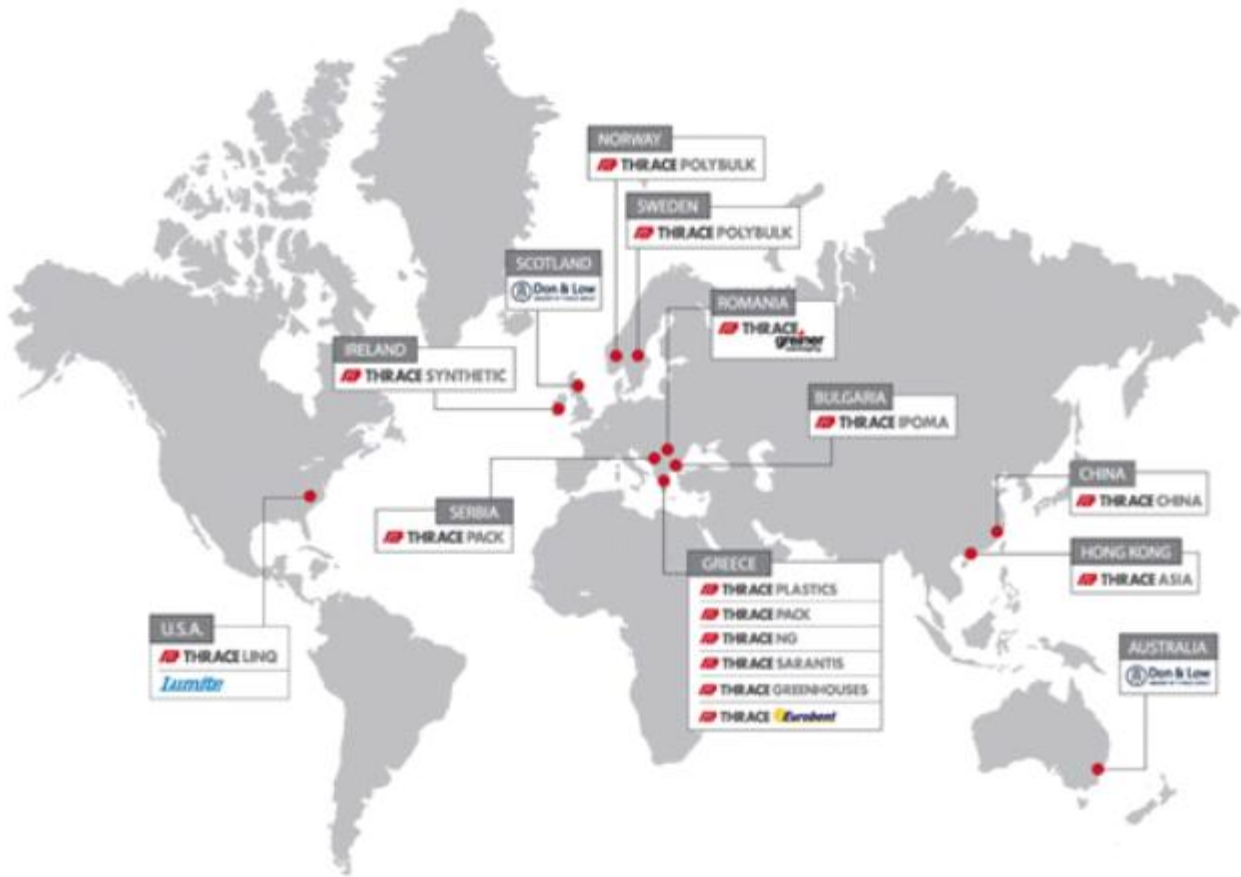 NORWAY
THRACE POLYBULK
SWEDEN
THRACE POLYBULK
SCOTLAND
Don & Low
ROMANIA
THRACE
greiner
IRELAND
THRACE SYNTHETIC
BULGARIA
THRACE IPOMA
CHINA
THRACE CHINA
SERBIA
THRACE PACK
HONG KONG
THRACE ASIA
GREECE
THRACE PLASTICS
THRACE PACK
THRACE NG
THRACE SARANTIS
THRACE GREENHOUSES
THRACE Eurobent
U.S.A.
THRACE LINQ
Lumite
AUSTRALIA
Don & Low